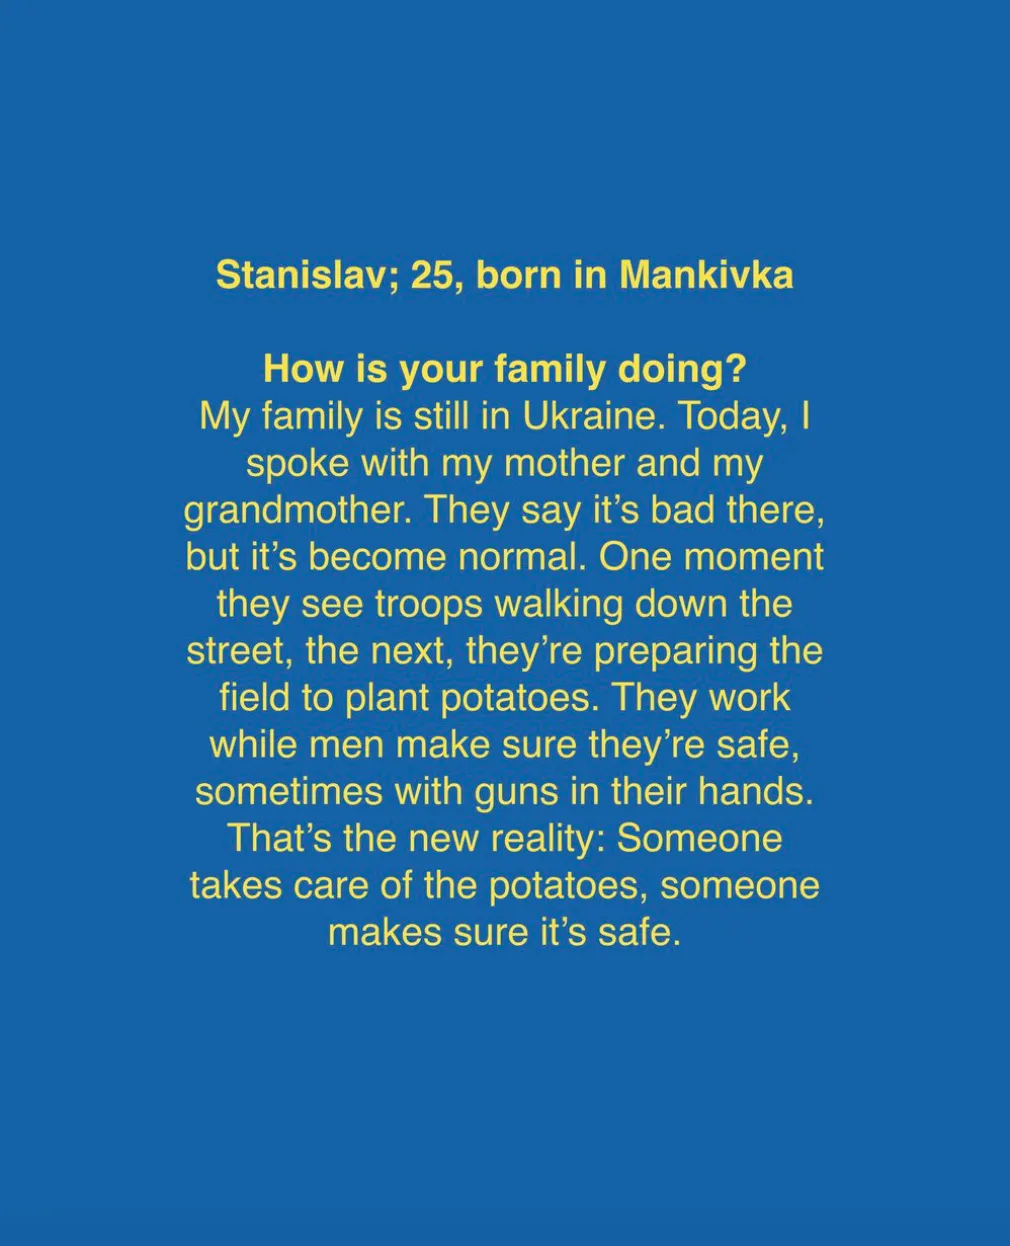 Stanislav; 25, born in Mankivka
How is your family doing?
My family is still in Ukraine. Today, I
spoke with my mother and my
grandmother. They say it’s bad there,
but it’s become normal. One moment
they see troops walking down the
street, the next, they’re preparing the
field to plant potatoes. They work
while men make sure they’re safe,
sometimes with guns in their hands.
That’s the new reality: Someone
takes care of the potatoes, someone
makes sure it’s safe.